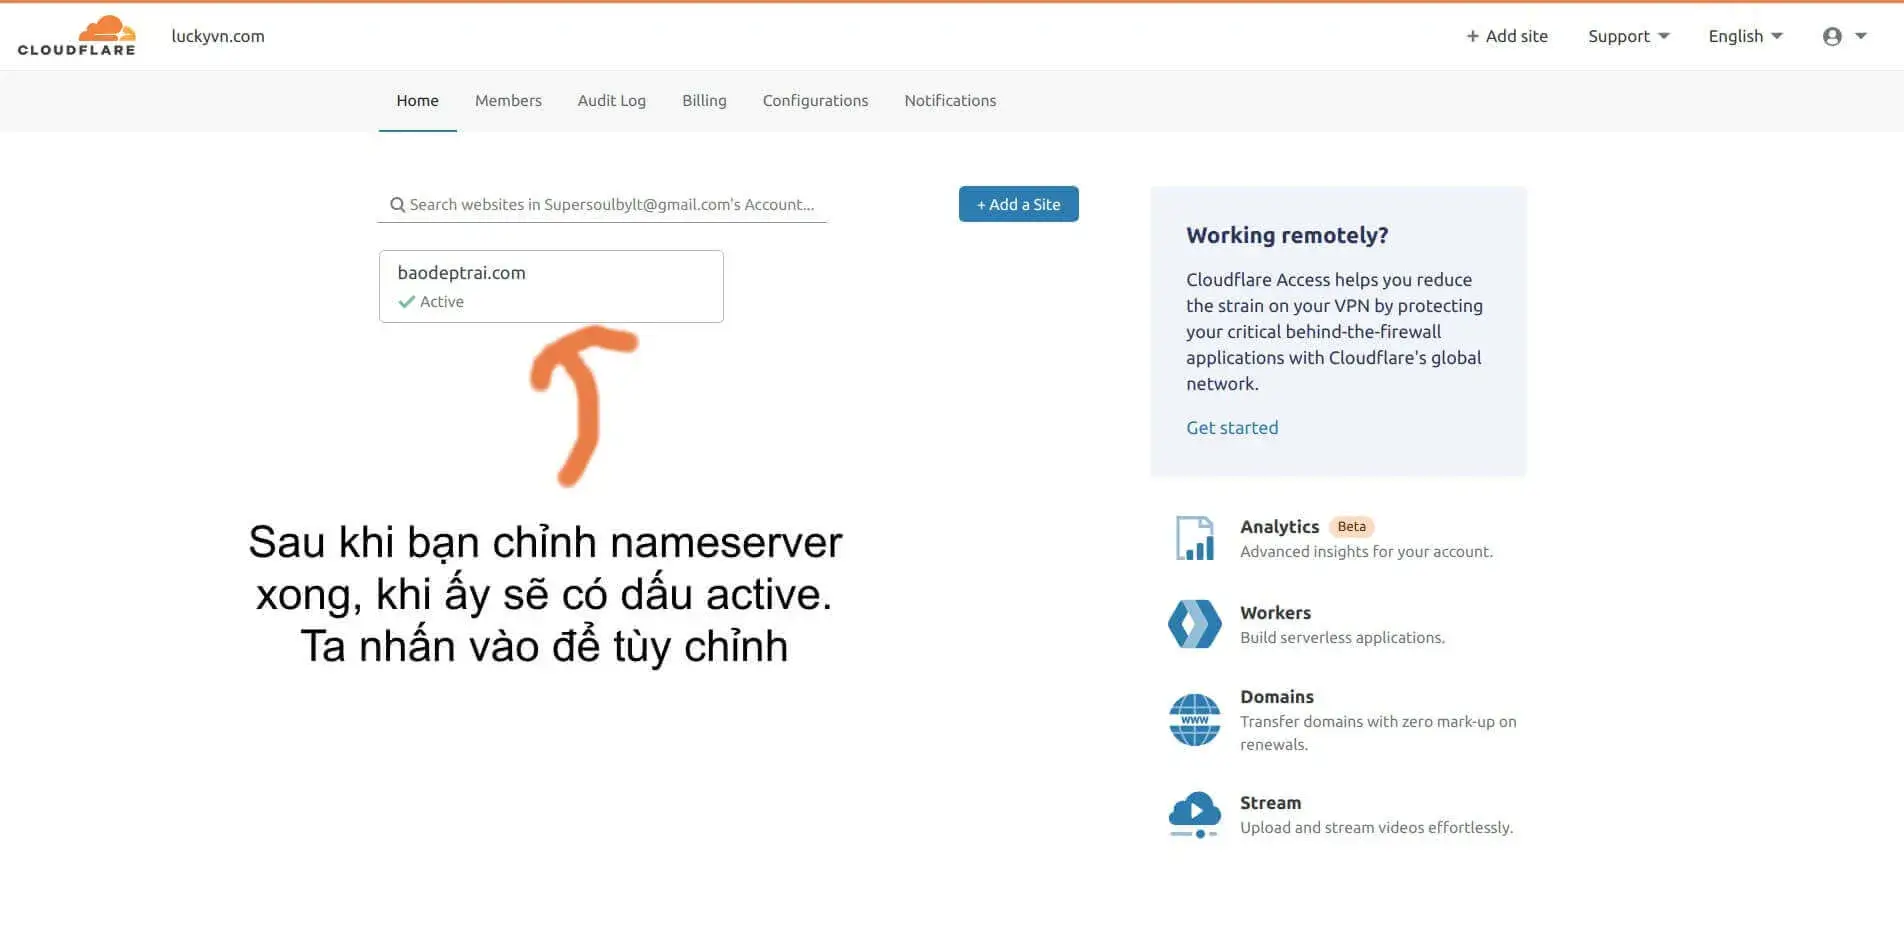 CLOUDFLARE
luckyvn.com
+ Add site
Support
English
Home
Members
Audit Log
Billing
Configurations
Notifications
Search websites in Supersoulbylt@gmail.com's Account...
+ Add a Site
baodeptrai.com
Active
Sau khi bạn chỉnh nameserver
xong, khi ấy sẽ có dấu active.
Ta nhấn vào để tùy chỉnh
Working remotely?
Cloudflare Access helps you reduce
the strain on your VPN by protecting
your critical behind-the-firewall
applications with Cloudflare's global
network.
Get started
Analytics Beta
Advanced insights for your account.
Workers
Build serverless applications.
www
Domains
Transfer domains with zero mark-up on
renewals.
Stream
Upload and stream videos effortlessly.